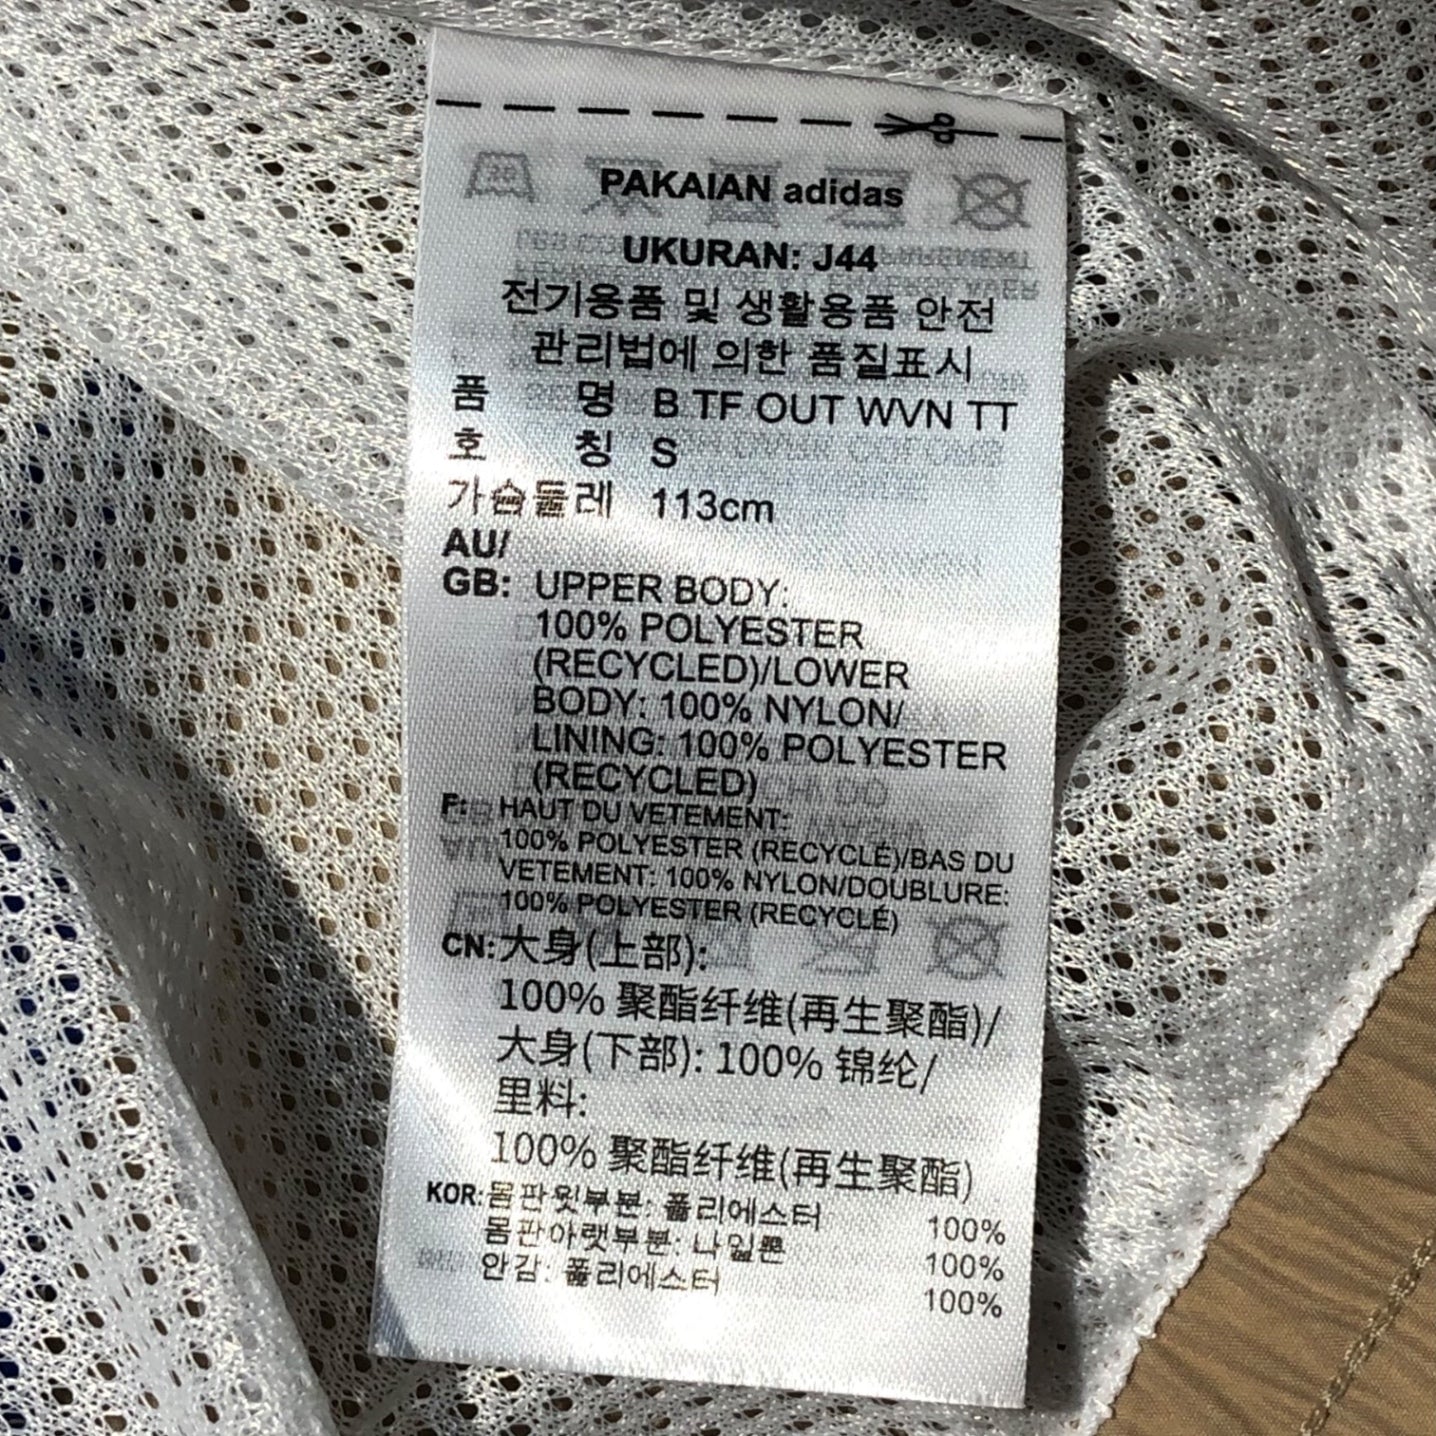 PAKAIAN adidas
UKURAN: J44
전기용품 및 생활용품 안전
관리법에 의한 품질표시
품 명 B TF OUT WVN TT
호 칭 S
가슴둘레 113cm
AU/
GB: UPPER BODY:
100% POLYESTER
(RECYCLED)/LOWER
BODY: 100% NYLON/
LINING: 100% POLYESTER
(RECYCLED)
F: HAUT DU VETEMENT:
100% POLYESTER (RECYCLÉ)/BAS DU
VETEMENT: 100% NYLON/DOUBLURE:
100% POLYESTER (RECYCLÉ)
CN: 大身(上部):
100% 聚酯纤维(再生聚酯)/
大身(下部): 100% 锦纶/
里料:
100% 聚酯纤维(再生聚酯)
KOR: 몸판윗부분: 폴리에스터 100%
몸판아랫부분: 나일론 100%
안감: 폴리에스터 100%